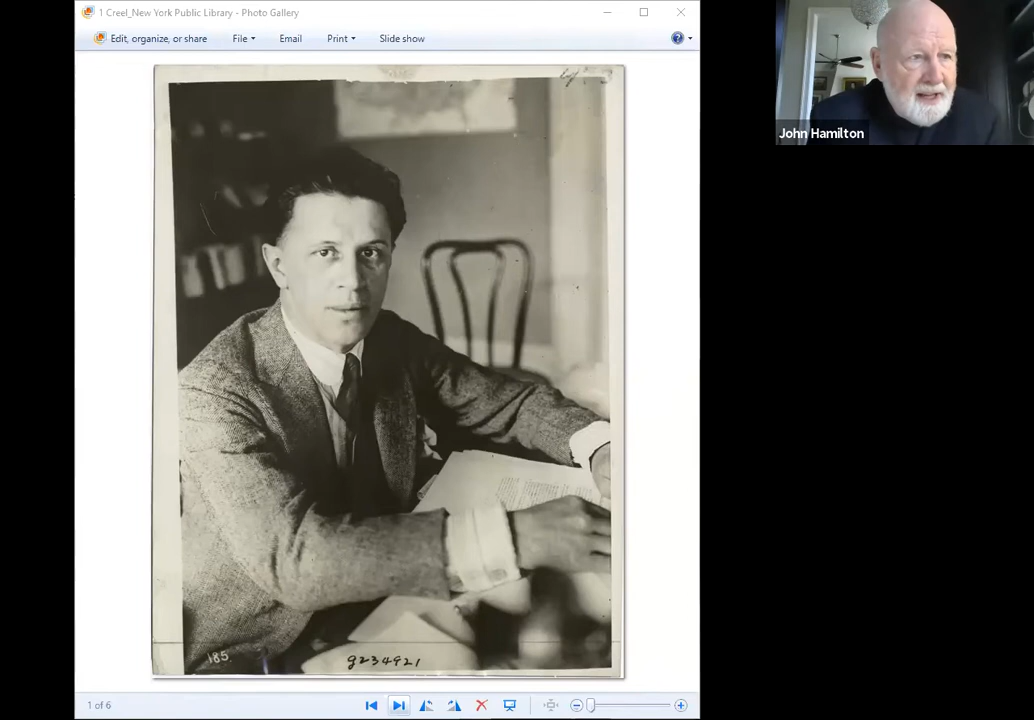 1 Creel_New York Public Library - Photo Gallery
Edit, organize, or share
File
Email
Print
Slide show
John Hamilton
185.
g234921
1 of 6